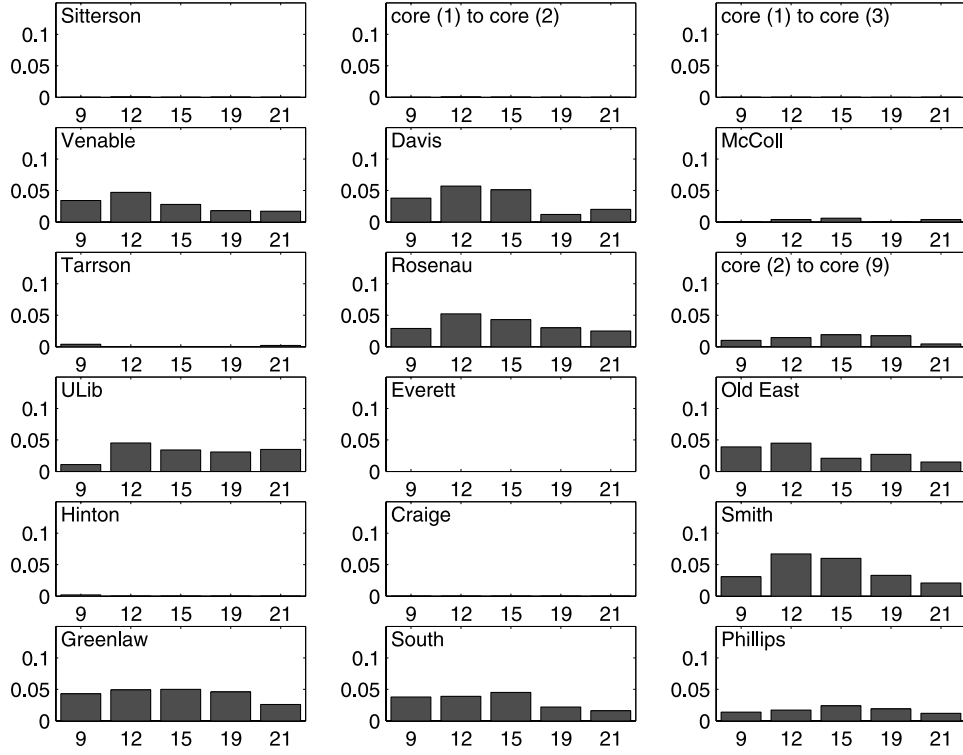 Sitterson core (1) to core (2) core (1) to core (3)
0.1 0.1 0.1
0.05 0.05 0.05
0 0 0
9 12 15 19 21 9 12 15 19 21 9 12 15 19 21
Venable Davis McColl
0.1 0.1 0.1
0.05 0.05 0.05
0 0 0
9 12 15 19 21 9 12 15 19 21 9 12 15 19 21
Tarrson Rosenau core (2) to core (9)
0.1 0.1 0.1
0.05 0.05 0.05
0 0 0
9 12 15 19 21 9 12 15 19 21 9 12 15 19 21
ULib Everett Old East
0.1 0.1 0.1
0.05 0.05 0.05
0 0 0
9 12 15 19 21 9 12 15 19 21 9 12 15 19 21
Hinton Craige Smith
0.1 0.1 0.1
0.05 0.05 0.05
0 0 0
9 12 15 19 21 9 12 15 19 21 9 12 15 19 21
Greenlaw South Phillips
0.1 0.1 0.1
0.05 0.05 0.05
0 0 0
9 12 15 19 21 9 12 15 19 21 9 12 15 19 21